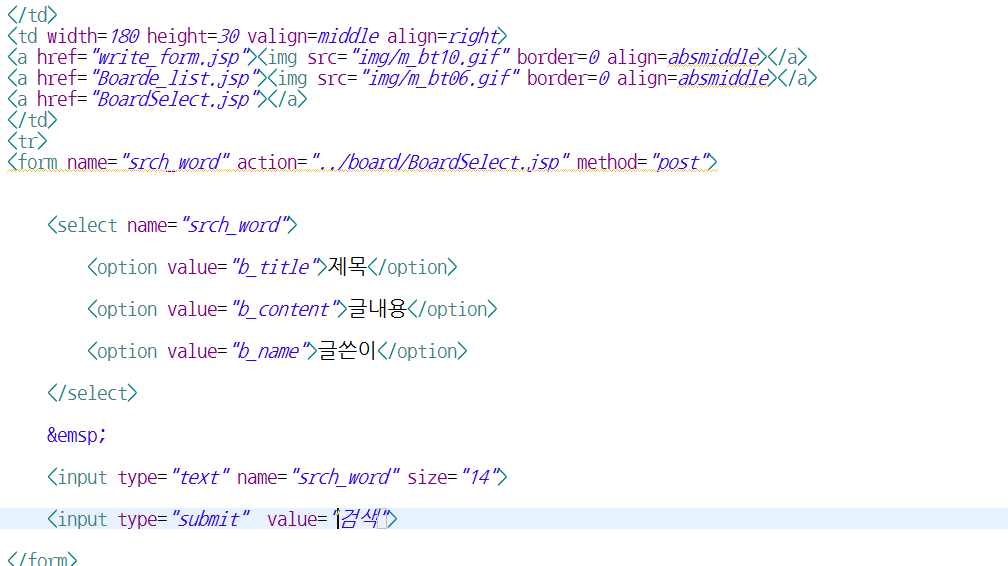 </td>
<td width=180 height=30 valign=middle align=right>
<a href="write_form.jsp"><img src="img/m_bt10.gif" border=0 align=absmiddle></a>
<a href="Boarde_list.jsp"><img src="img/m_bt06.gif" border=0 align=absmiddle></a>
<a href="BoardSelect.jsp"></a>
</td>
<tr>
<form name="srch_word" action="../board/BoardSelect.jsp" method="post">
<select name="srch_word">
<option value="b_title">제목</option>
<option value="b_content">글내용</option>
<option value="b_name">글쓴이</option>
</select>
&emsp;
<input type="text" name="srch_word" size="14">
<input type="submit"  value="검색">
</form>